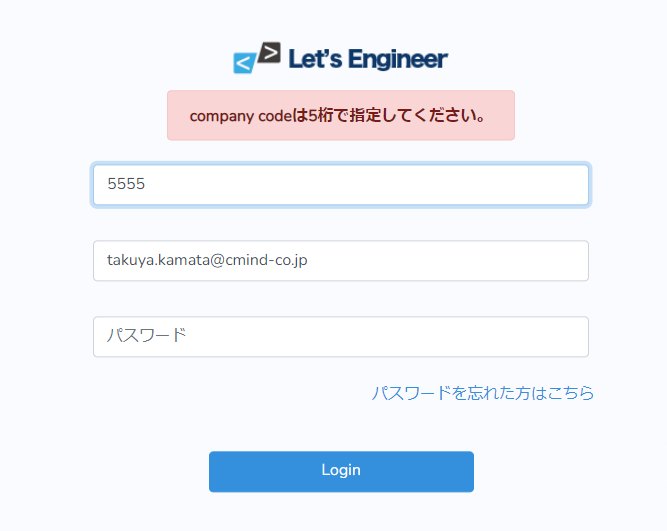 <> Let's Engineer
company codeは5桁で指定してください。
5555
takuya.kamata@cmind-co.jp
パスワード
パスワードを忘れた方はこちら
Login